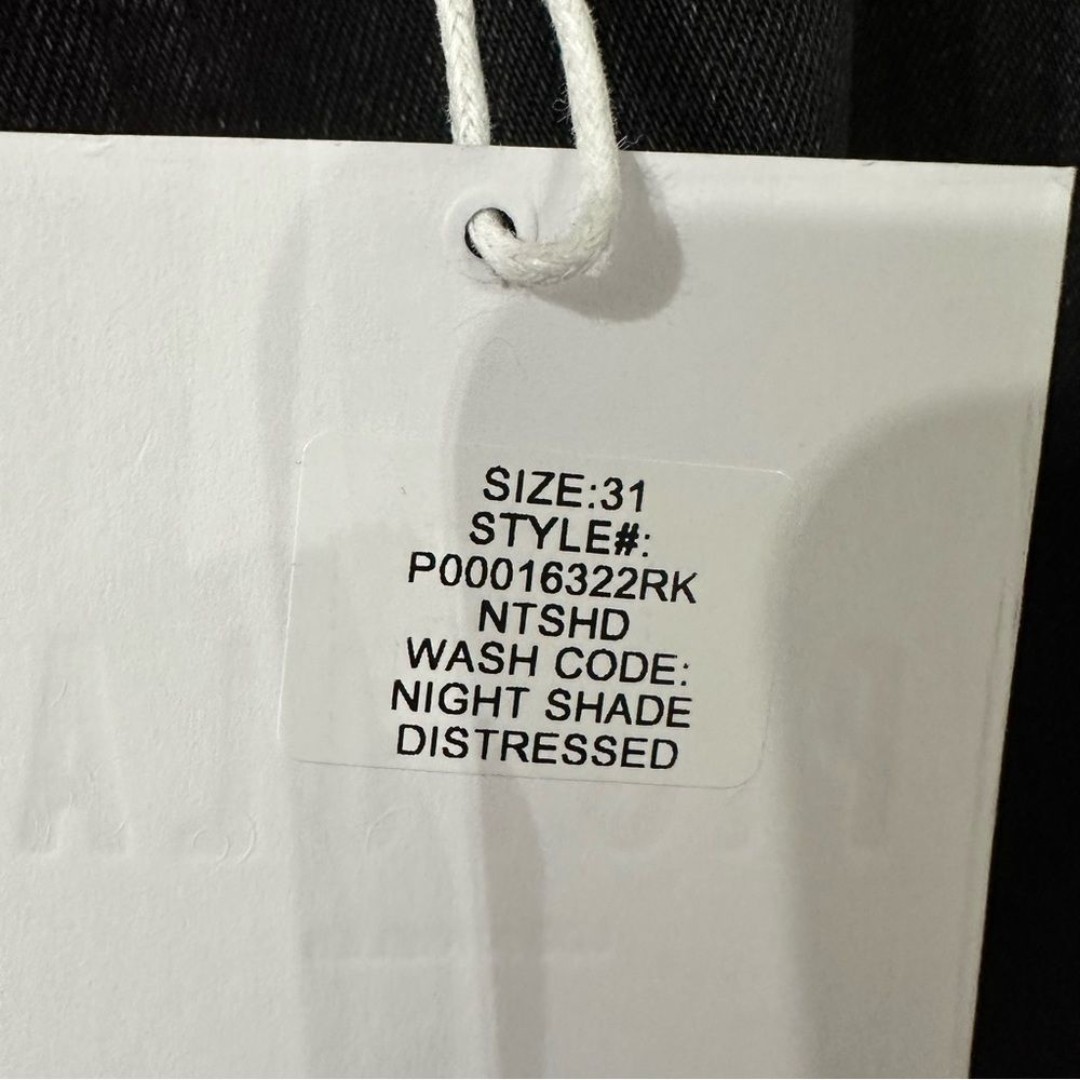 SIZE:31
STYLE#:
P00016322RK
NTSHD
WASH CODE:
NIGHT SHADE
DISTRESSED